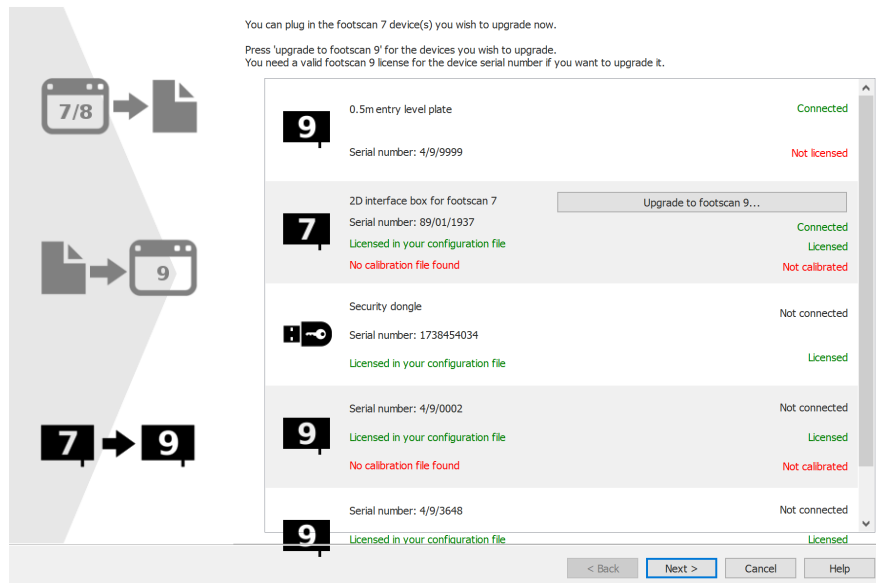 You can plug in the footscan 7 device(s) you wish to upgrade now.
Press 'upgrade to footscan 9' for the devices you wish to upgrade.
You need a valid footscan 9 license for the device serial number if you want to upgrade it.
7/8
9
7
9
9
0.5m entry level plate
Connected
Serial number: 4/9/9999
Not licensed
7
2D interface box for footscan 7
Upgrade to footscan 9...
Serial number: 89/01/1937
Connected
Licensed in your configuration file
Licensed
No calibration file found
Not calibrated
Security dongle
Not connected
Serial number: 1738454034
Licensed in your configuration file
Licensed
9
Serial number: 4/9/0002
Not connected
Licensed in your configuration file
Licensed
No calibration file found
Not calibrated
9
Serial number: 4/9/3648
Not connected
Licensed in your configuration file
Licensed
< Back
Next >
Cancel
Help